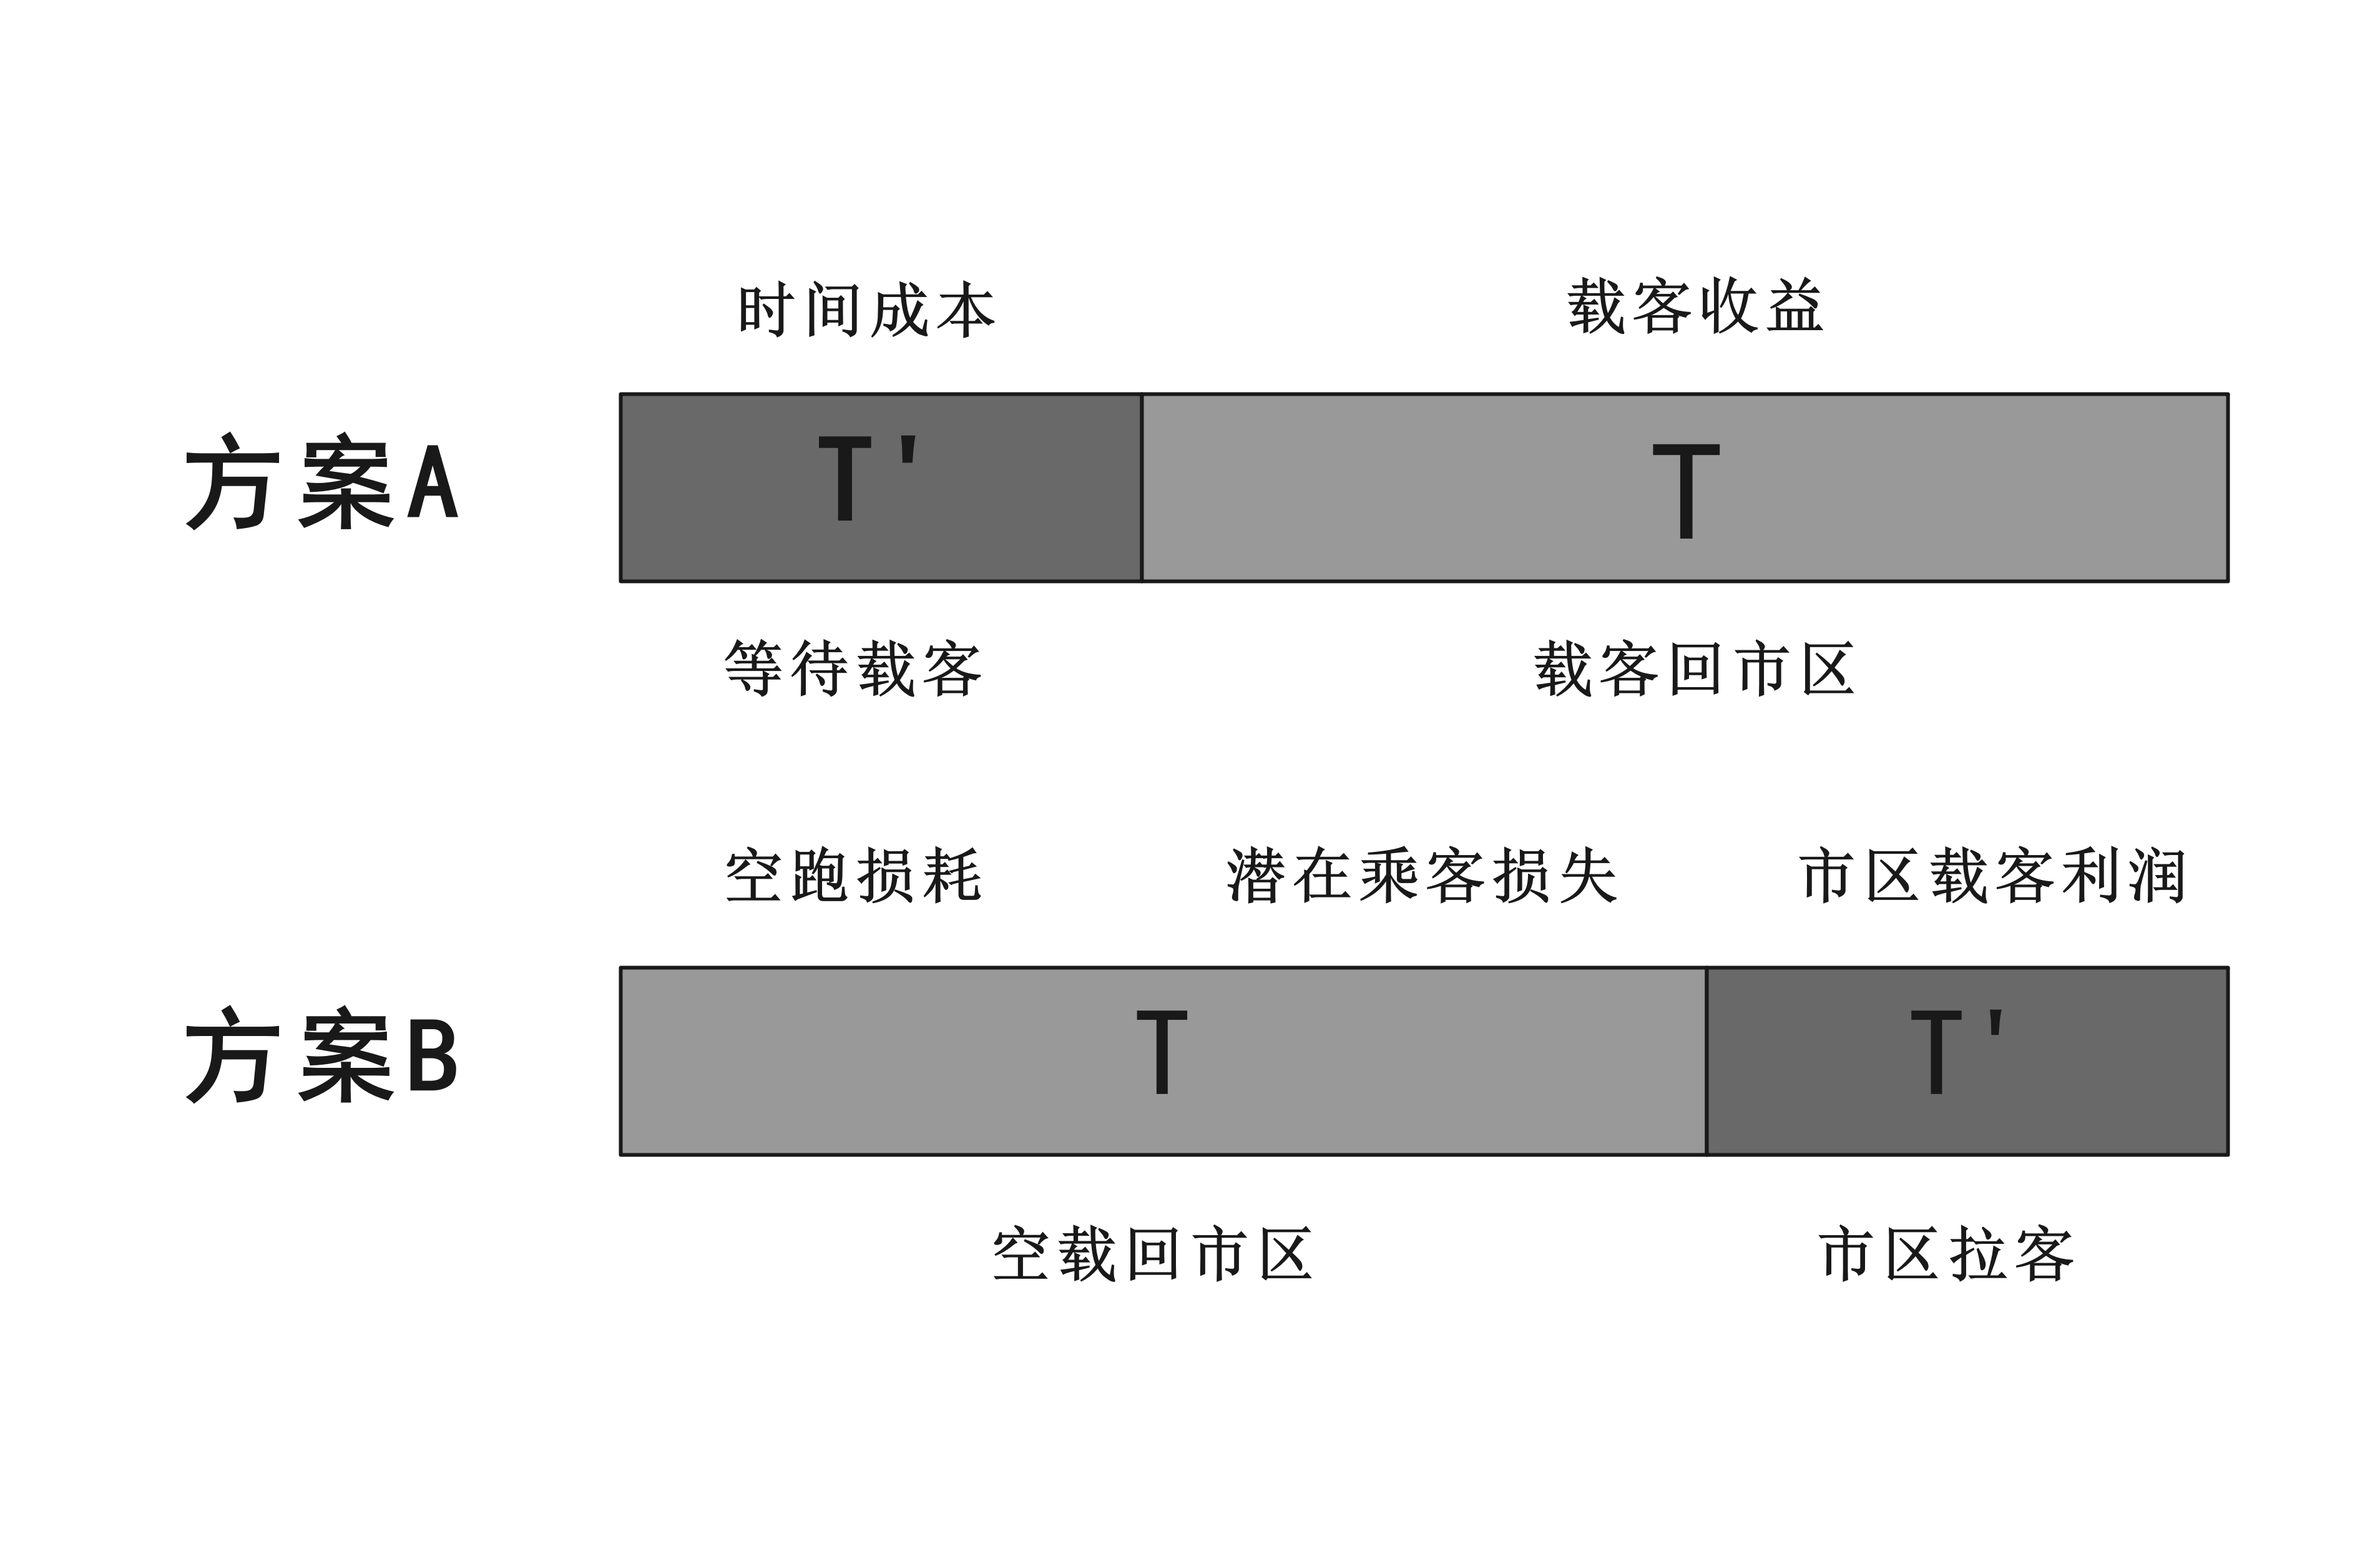 时间成本 载客收益
方案A T' T
等待载客 载客回市区
空跑损耗 潜在乘客损失 市区载客利润
方案B T T'
空载回市区 市区拉客